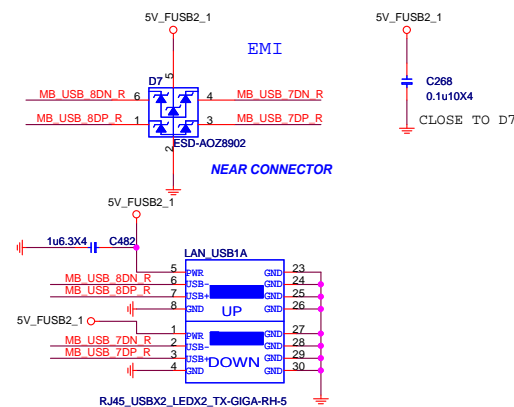 5V_FUSB2_1
5V_FUSB2_1
EMI
5
D7
MB_USB_8DN_R 6
4 MB_USB_7DN_R
MB_USB_8DP_R 1
3 MB_USB_7DP_R
2
ESD-AOZ8902
C268
0.1u10X4
CLOSE TO D7
NEAR CONNECTOR
5V_FUSB2_1
1u6.3X4 C482
LAN_USB1A
5 PWR GND 23
MB_USB_8DN_R 6 USB- GND 24
MB_USB_8DP_R 7 USB+ GND 25
8 GND UP GND 26
5V_FUSB2_1
1 PWR GND 27
MB_USB_7DN_R 2 USB- GND 28
MB_USB_7DP_R 3 USB+ GND 29
4 GND DOWN GND 30
RJ45_USBX2_LEDX2_TX-GIGA-RH-5